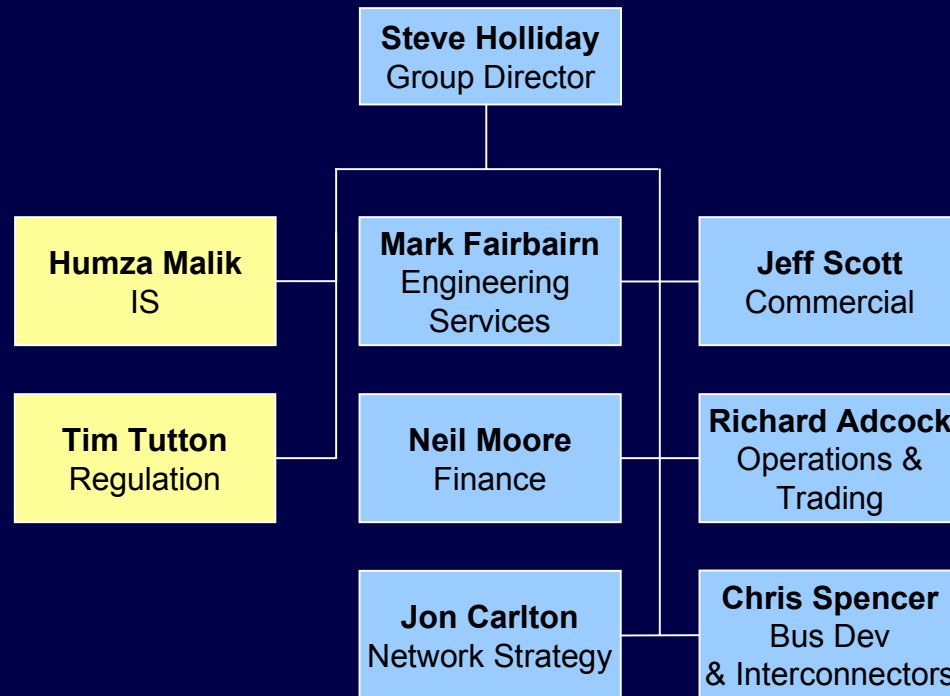 Steve Holliday
Group Director
Humza Malik
IS
Mark Fairbairn
Engineering
Services
Jeff Scott
Commercial
Tim Tutton
Regulation
Neil Moore
Finance
Richard Adcock
Operations &
Trading
Jon Carlton
Network Strategy
Chris Spencer
Bus Dev
& Interconnectors